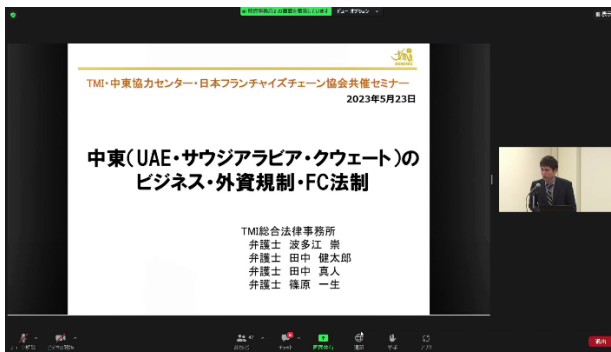 TMI・中東協力センター・日本フランチャイズチェーン協会共催セミナー
2023年5月23日
中東(UAE・サウジアラビア・クウェート)の
ビジネス・外資規制・FC法制
TMI総合法律事務所
弁護士 波多江 崇
弁護士 田中 健太郎
弁護士 田中 真人
弁護士 篠原 一生
退出